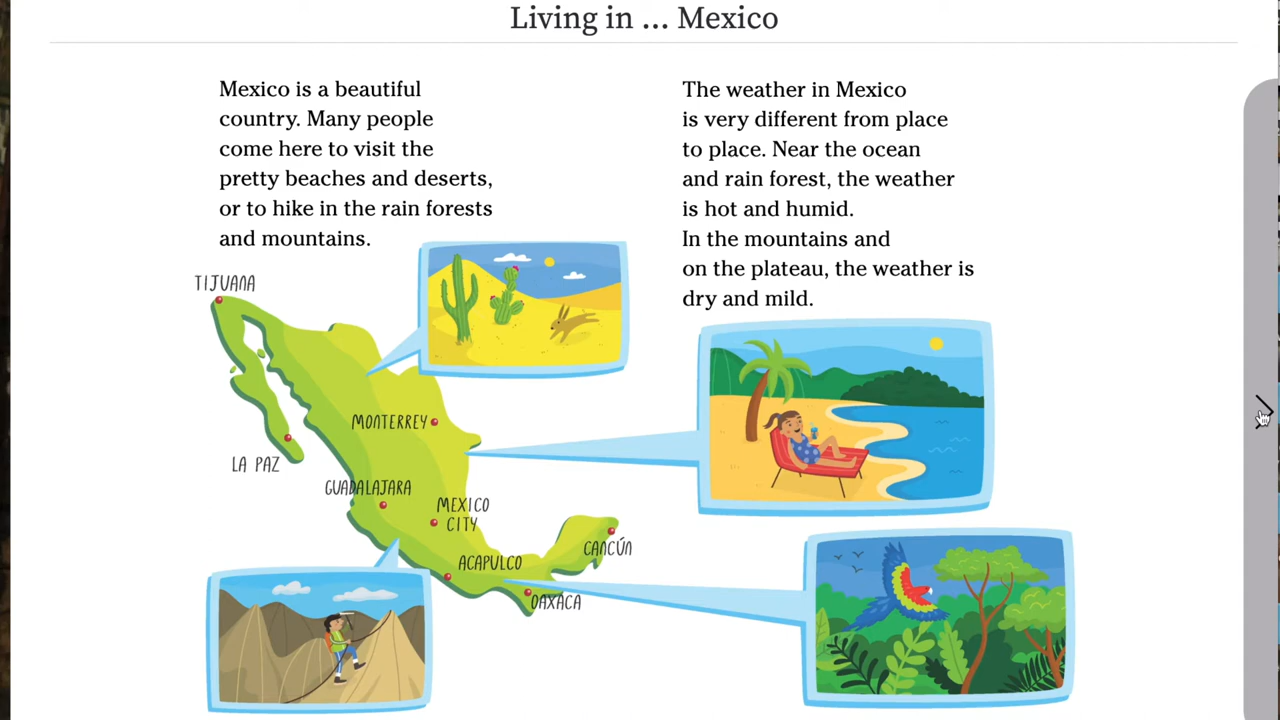 Living in ... Mexico
Mexico is a beautiful
country. Many people
come here to visit the
pretty beaches and deserts,
or to hike in the rain forests
and mountains.
The weather in Mexico
is very different from place
to place. Near the ocean
and rain forest, the weather
is hot and humid.
In the mountains and
on the plateau, the weather is
dry and mild.
TIJUANA
MONTERREY
LA PAZ
GUADALAJARA
MEXICO
CITY
CANCÚN
ACAPULCO
OAXACA